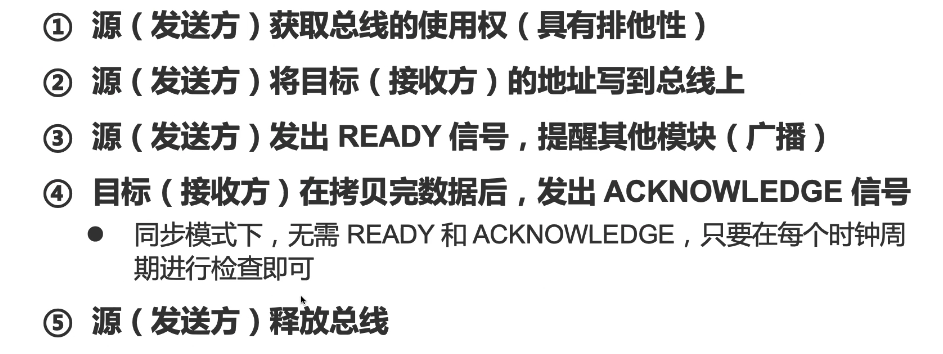 ① 源（发送方）获取总线的使用权（具有排他性）
② 源（发送方）将目标（接收方）的地址写到总线上
③ 源（发送方）发出 READY 信号，提醒其他模块（广播）
④ 目标（接收方）在拷贝完数据后，发出 ACKNOWLEDGE 信号
● 同步模式下，无需 READY 和 ACKNOWLEDGE，只要在每个时钟周
期进行检查即可
⑤ 源（发送方）释放总线